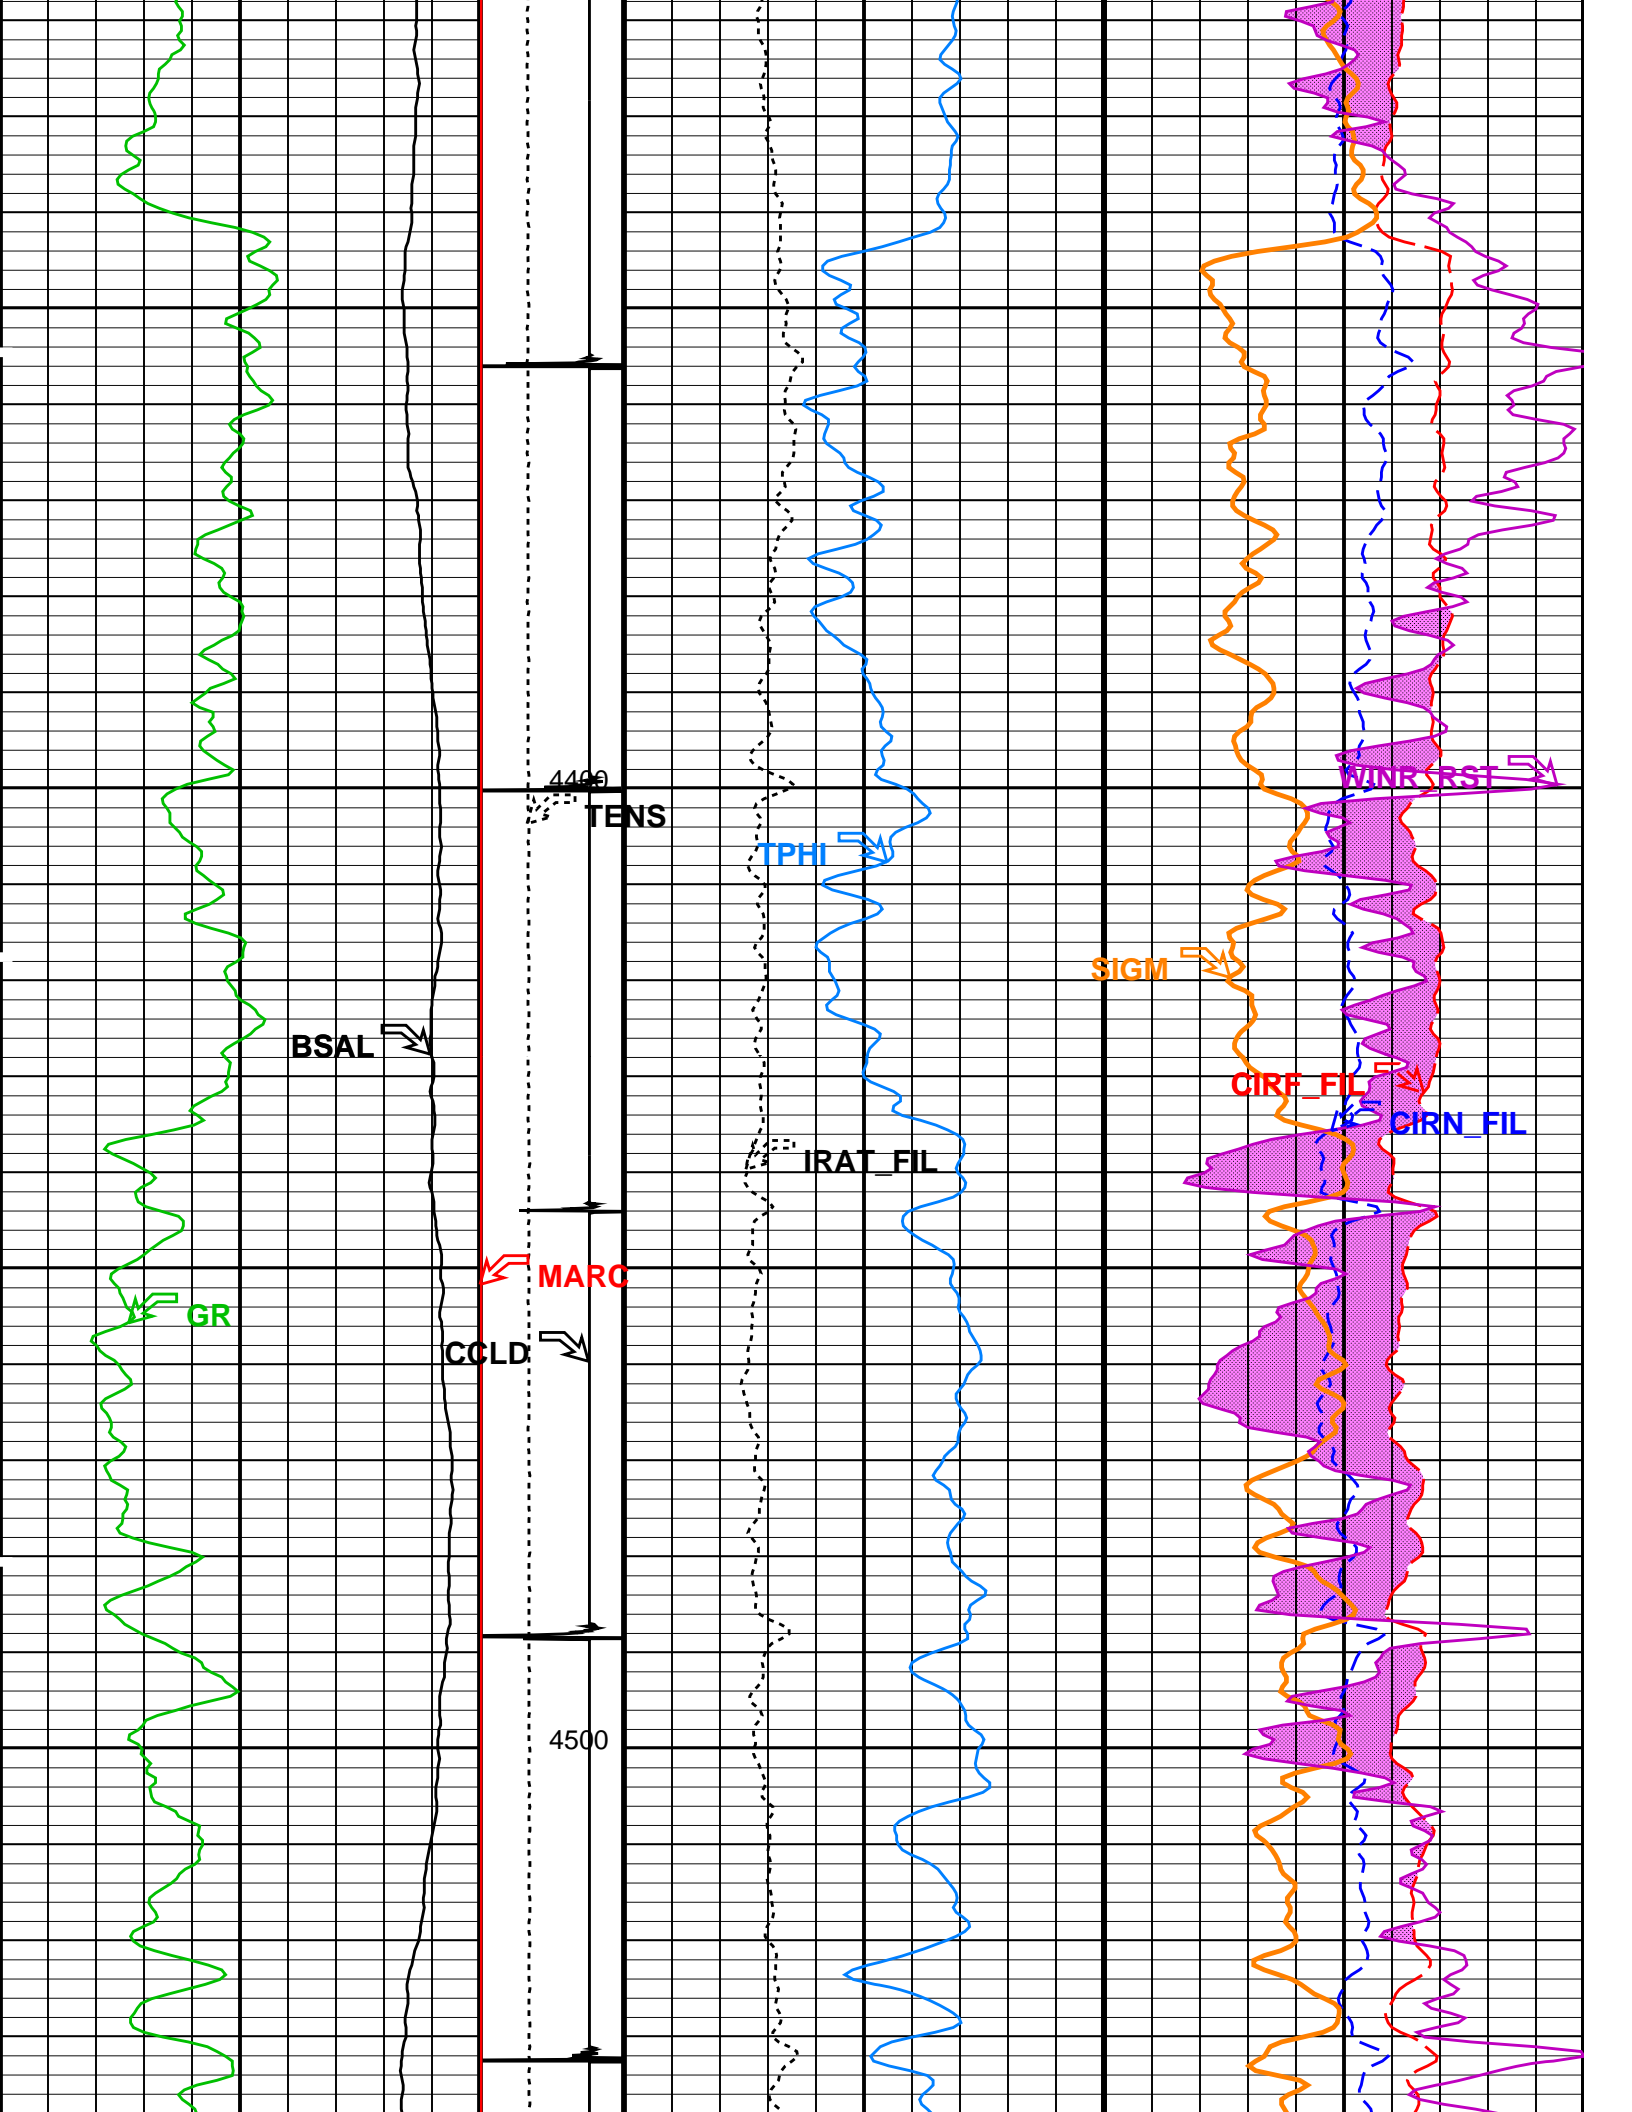 4400
WINR_RST
TENS
TPHI
SIGM
BSAL
CIRF_FIL
CIRN_FIL
IRAT_FIL
MARC
GR
CCLD
4500